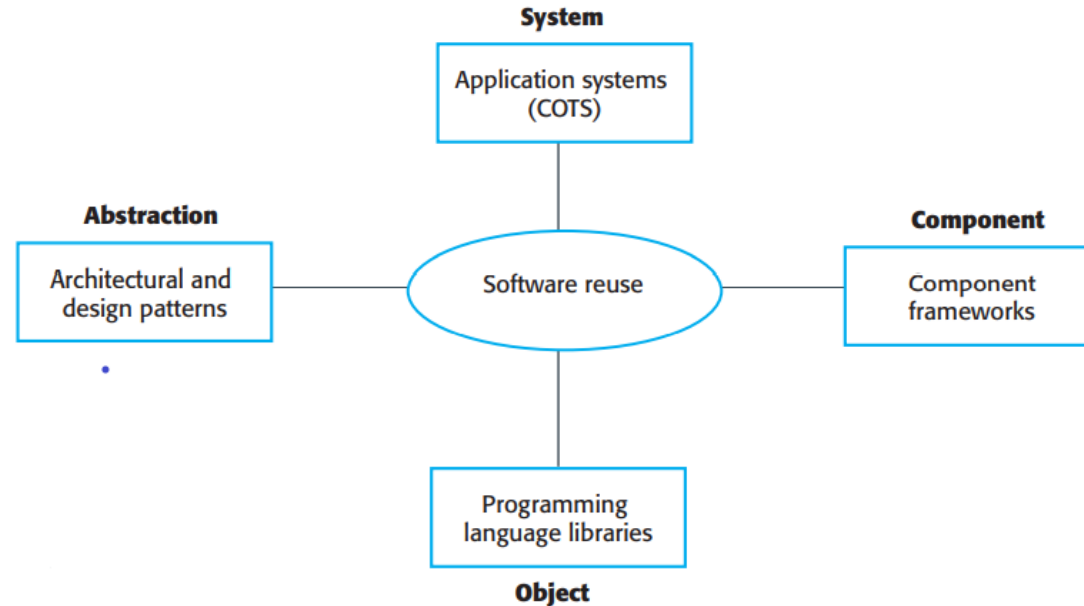 System
Application systems
(COTS)
Abstraction
Architectural and
design patterns
Software reuse
Component
Component
frameworks
Programming
language libraries
Object